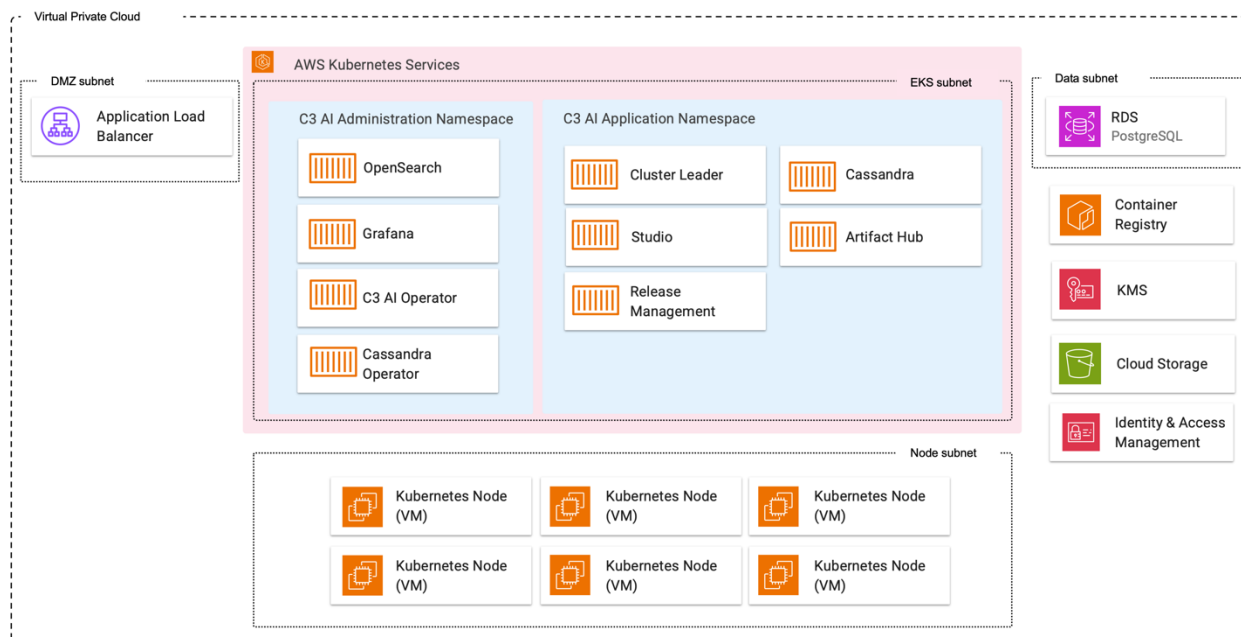 Virtual Private Cloud
DMZ subnet
Application Load
Balancer
AWS Kubernetes Services
EKS subnet
C3 AI Administration Namespace
OpenSearch
Grafana
C3 AI Operator
Cassandra
Operator
C3 AI Application Namespace
Cluster Leader
Cassandra
Studio
Artifact Hub
Release
Management
Data subnet
RDS
PostgreSQL
Container
Registry
KMS
Cloud Storage
Identity & Access
Management
Node subnet
Kubernetes Node
(VM)
Kubernetes Node
(VM)
Kubernetes Node
(VM)
Kubernetes Node
(VM)
Kubernetes Node
(VM)
Kubernetes Node
(VM)